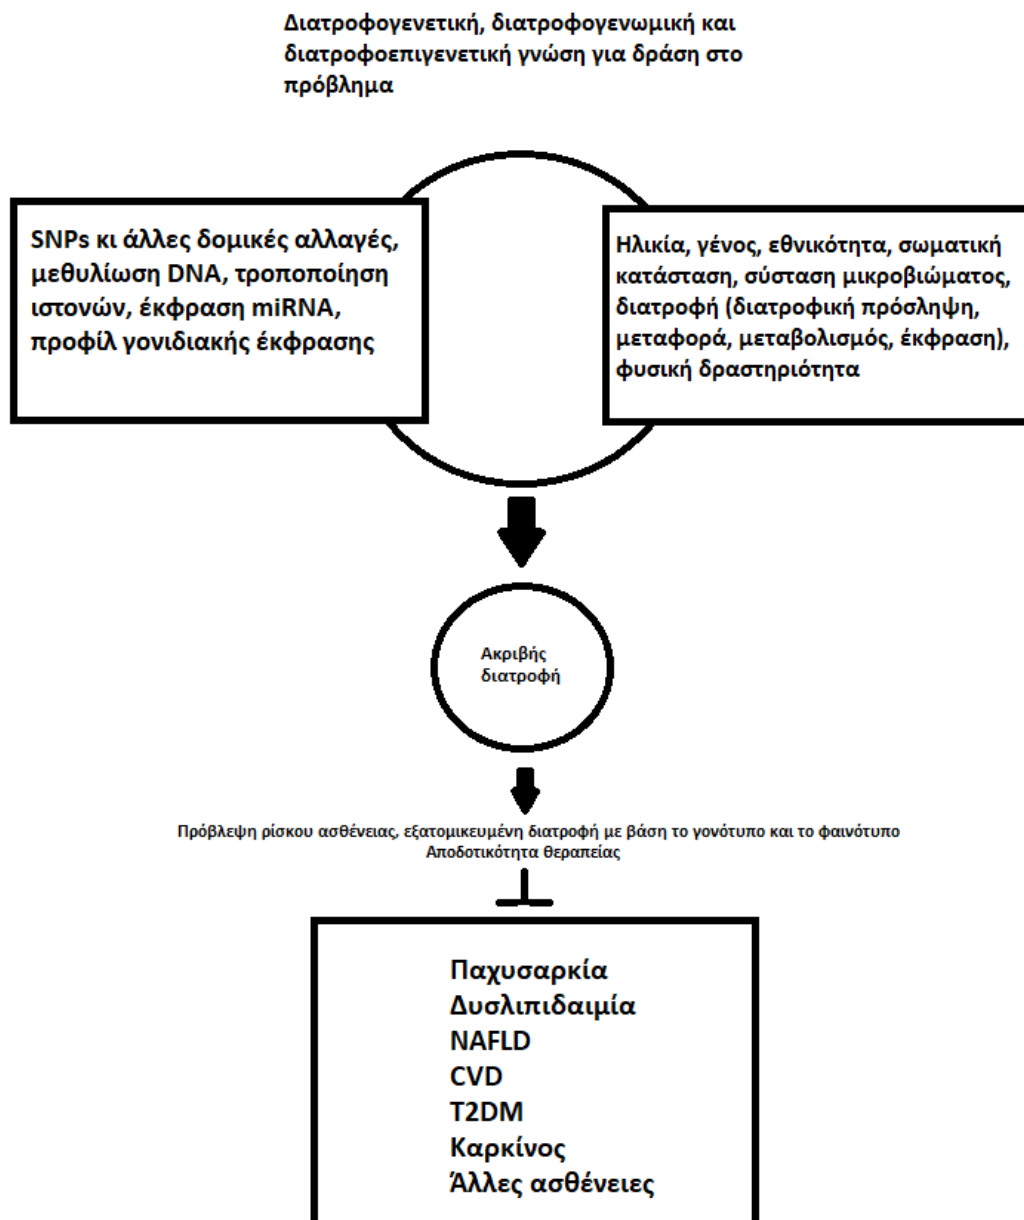 Διατροφογενετική, διατροφογενωμική και
διατροφοεπιγενετική γνώση για δράση στο
πρόβλημα
SNPs κι άλλες δομικές αλλαγές,
μεθυλίωση DNA, τροποποίηση
ιστονών, έκφραση miRNA,
προφίλ γονιδιακής έκφρασης
Ηλικία, γένος, εθνικότητα, σωματική
κατάσταση, σύσταση μικροβιώματος,
διατροφή (διατροφική πρόσληψη,
μεταφορά, μεταβολισμός, έκφραση),
φυσική δραστηριότητα
Ακριβής
διατροφή
Πρόβλεψη ρίσκου ασθένειας, εξατομικευμένη διατροφή με βάση το γονότυπο και το φαινότυπο
Αποδοτικότητα θεραπείας
Παχυσαρκία
Δυσλιπιδαιμία
NAFLD
CVD
T2DM
Καρκίνος
Άλλες ασθένειες